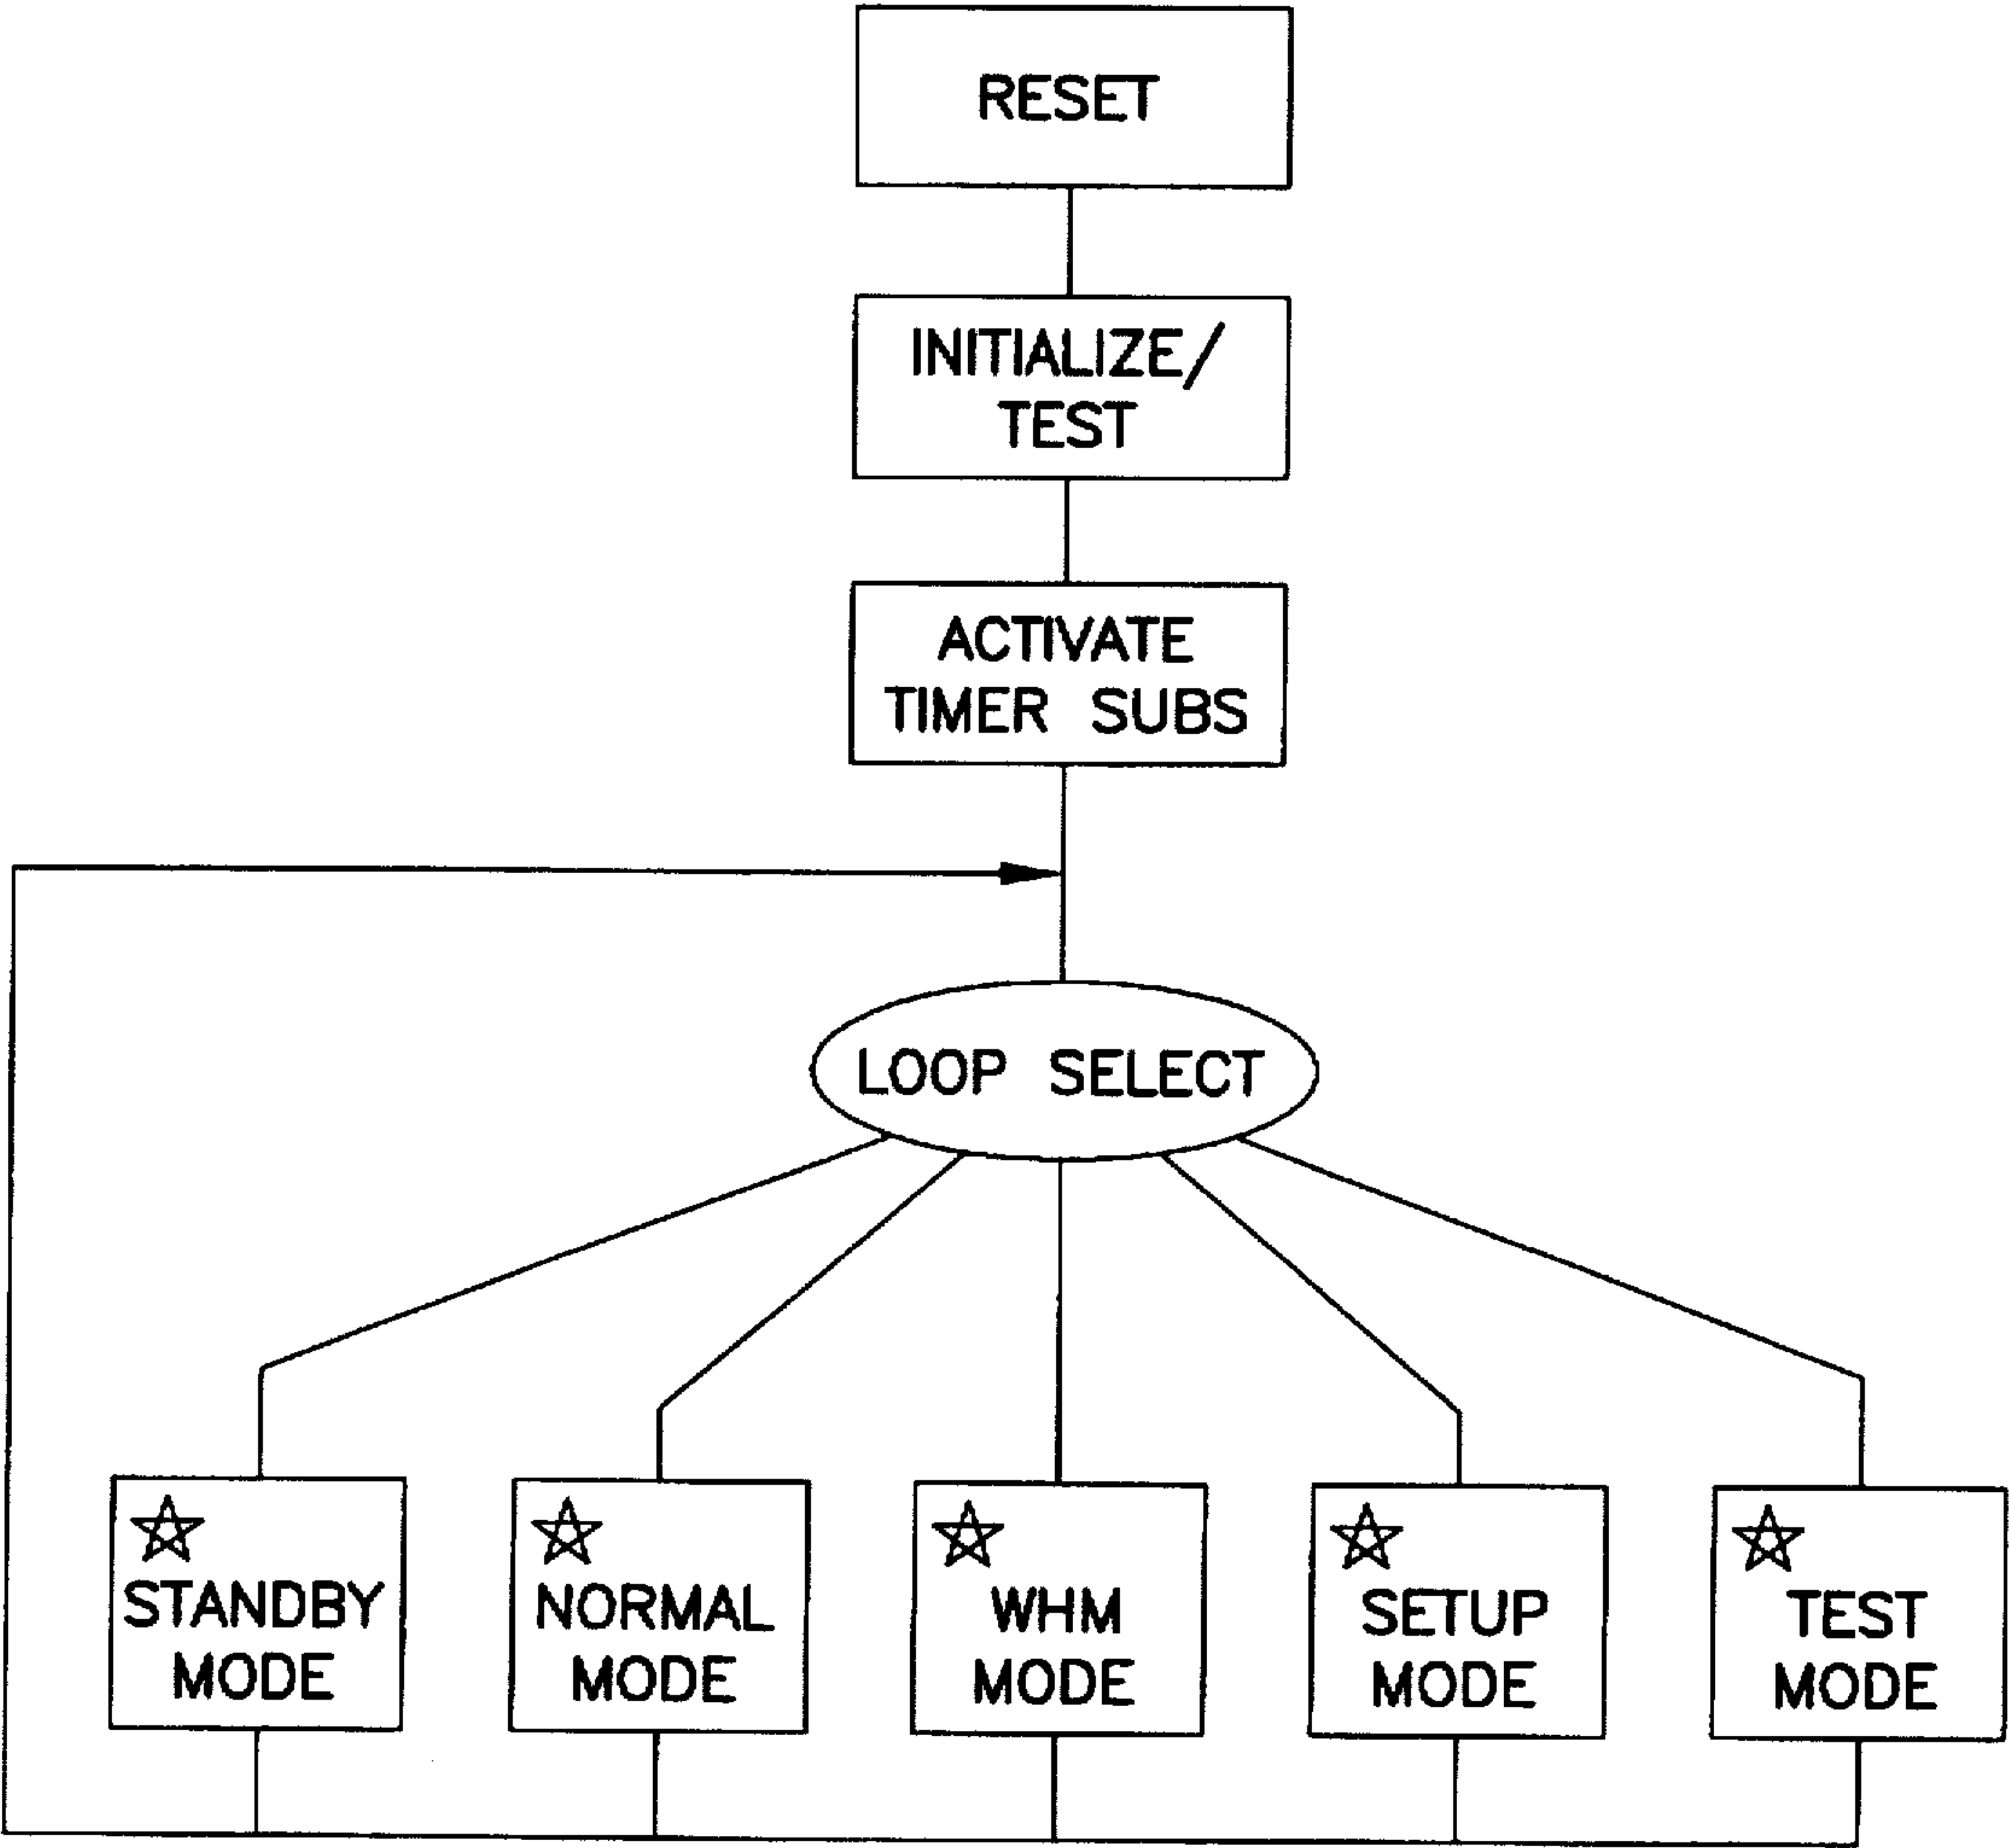 RESET
INITIALIZE/
TEST
ACTIVATE
TIMER SUBS
LOOP SELECT
STANDBY
MODE
NORMAL
MODE
WHM
MODE
SETUP
MODE
TEST
MODE